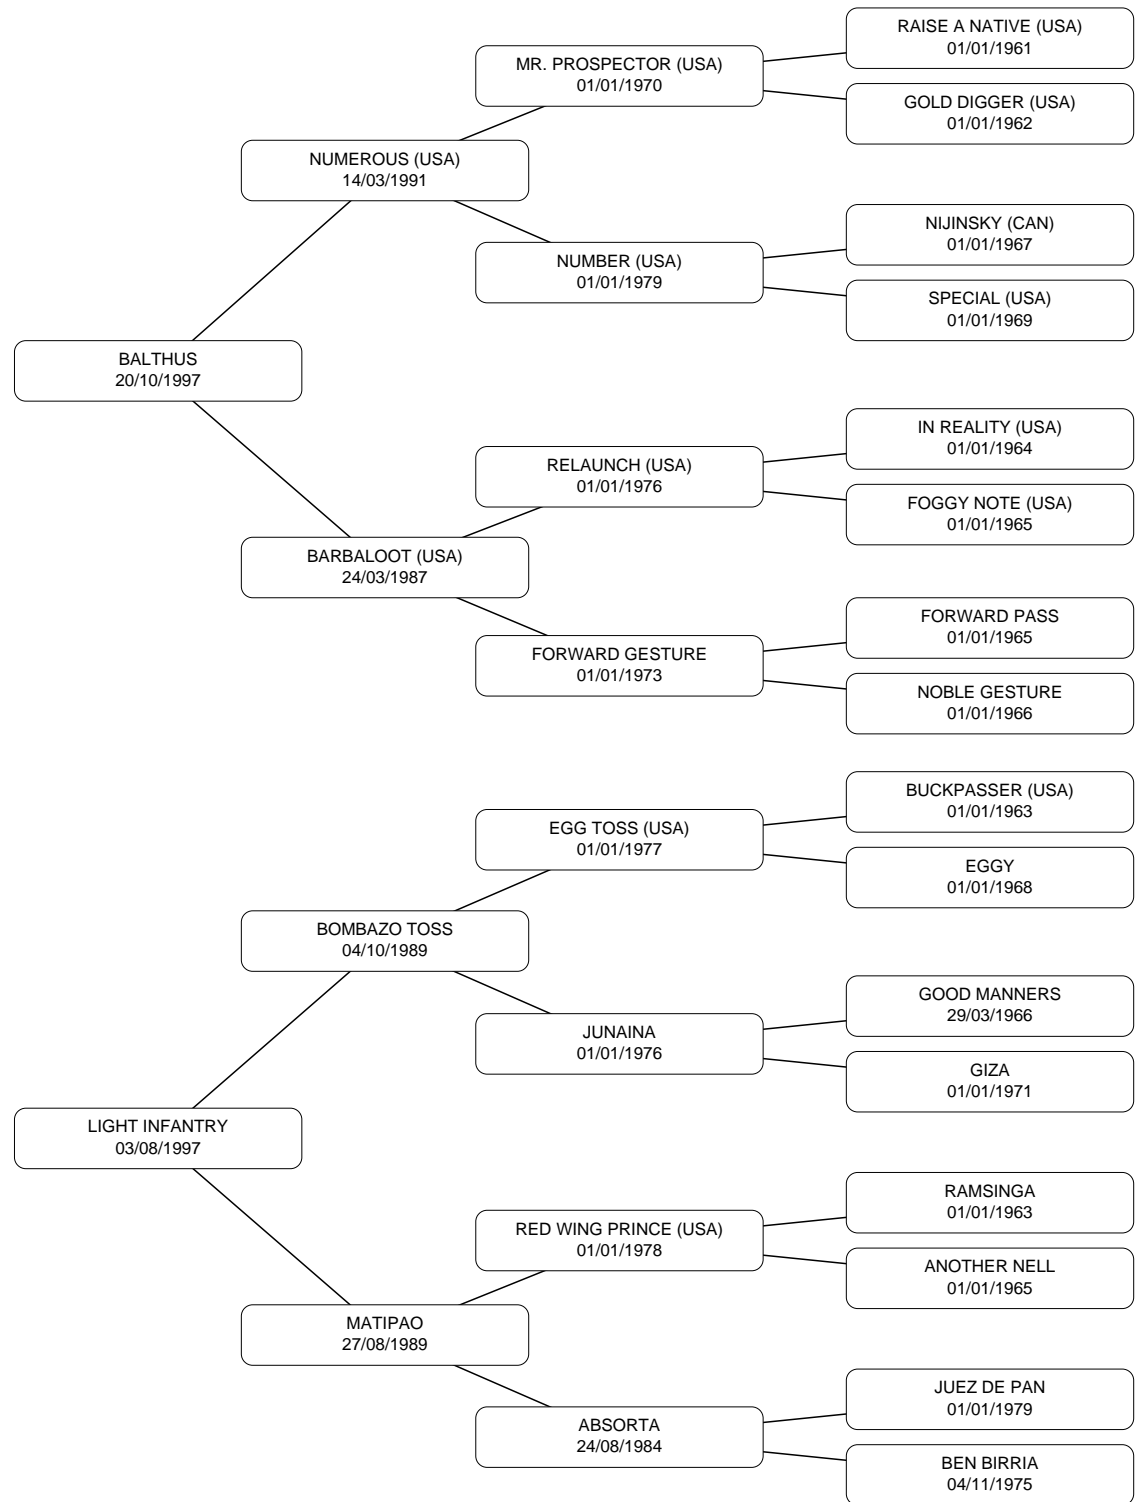 RAISE A NATIVE (USA)
01/01/1961
MR. PROSPECTOR (USA)
01/01/1970
GOLD DIGGER (USA)
01/01/1962
NUMEROUS (USA)
14/03/1991
NIJINSKY (CAN)
01/01/1967
NUMBER (USA)
01/01/1979
SPECIAL (USA)
01/01/1969
BALTHUS
20/10/1997
IN REALITY (USA)
01/01/1964
RELAUNCH (USA)
01/01/1976
FOGGY NOTE (USA)
01/01/1965
BARBALOOT (USA)
24/03/1987
FORWARD PASS
01/01/1965
FORWARD GESTURE
01/01/1973
NOBLE GESTURE
01/01/1966
BUCKPASSER (USA)
01/01/1963
EGG TOSS (USA)
01/01/1977
EGGY
01/01/1968
BOMBAZO TOSS
04/10/1989
GOOD MANNERS
29/03/1966
JUNAINA
01/01/1976
GIZA
01/01/1971
LIGHT INFANTRY
03/08/1997
RAMSINGA
01/01/1963
RED WING PRINCE (USA)
01/01/1978
ANOTHER NELL
01/01/1965
MATIPAO
27/08/1989
JUEZ DE PAN
01/01/1979
ABSORTA
24/08/1984
BEN BIRRIA
04/11/1975